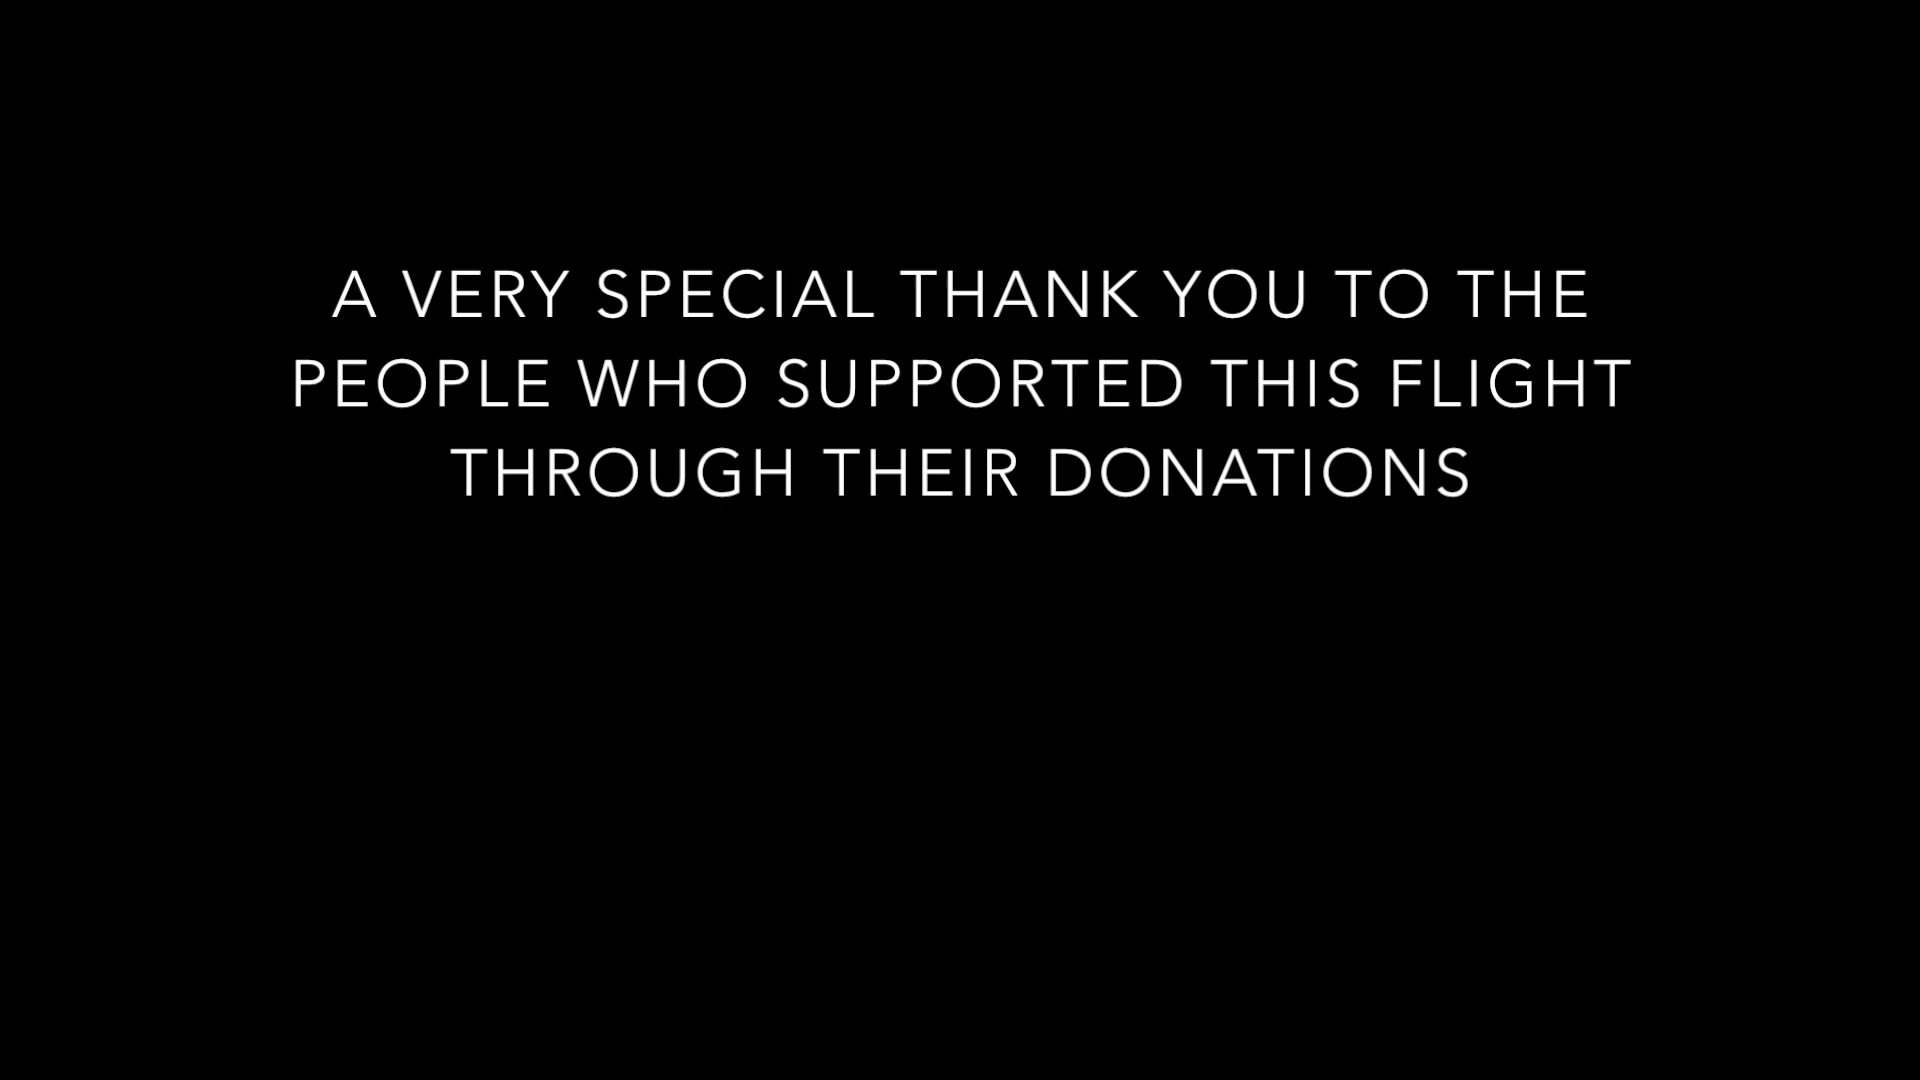 A VERY SPECIAL THANK YOU TO THE
PEOPLE WHO SUPPORTED THIS FLIGHT
THROUGH THEIR DONATIONS